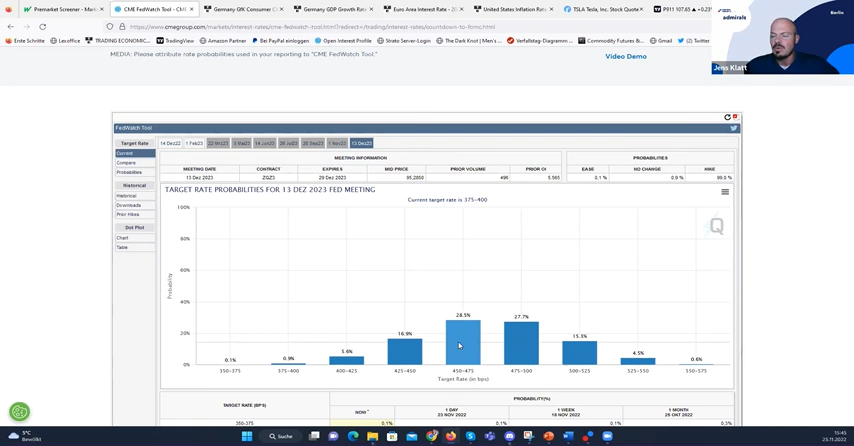 Premarket Screener - Mark
CME FedWatch Tool - CME
Germany GfK Consumer C
Germany GDP Growth Rat
Euro Area Interest Rate - 20
United States Inflation Rat
TSLA Tesla, Inc. Stock Quote
P911 107.65 ▲ +0.23%
https://www.cmegroup.com/markets/interest-rates/cme-fedwatch-tool.html?redirect=/trading/interest-rates/countdown-to-fomc.html
Erste Schritte
LexOffice
TRADING ECONOMIC...
TradingView
Amazon Partner
Bei PayPal einloggen
Open Interest Profile
Strato Server-Login
The Dark Knot | Men's ...
Verfallstag-Diagramm ...
Commodity Futures & ...
Gmail
(2) Twitter
admirals
Berlin
Jens Klatt
MEDIA: Please attribute rate probabilities used in your reporting to "CME FedWatch Tool."
Video Demo
FedWatch Tool
Target Rate
Current
Compare
Probabilities
Historical
Historical
Downloads
Prior Hikes
Dot Plot
Chart
Table
14 Dez22 1 Feb23 22 Mrz23 3 Mai23 14 Jun23 26 Jul23 20 Sep23 1 Nov23 13 Dez23
MEETING INFORMATION
MEETING DATE CONTRACT EXPIRES MID PRICE PRIOR VOLUME PRIOR OI
13 Dez 2023 ZQZ3 29 Dez 2023 95,2850 496 5.565
PROBABILITIES
EASE NO CHANGE HIKE
0,1 % 0,9 % 99,0 %
TARGET RATE PROBABILITIES FOR 13 DEZ 2023 FED MEETING
Current target rate is 375-400
Q
Probability
100%
80%
60%
40%
20%
0%
0.1%
0.9%
5.6%
16.9%
28.5%
27.7%
15.3%
4.5%
0.6%
350-375 375-400 400-425 425-450 450-475 475-500 500-525 525-550 550-575
Target Rate (in bps)
TARGET RATE (BPS)
PROBABILITY(%)
NOW *
1 DAY
23 NOV 2022
1 WEEK
18 NOV 2022
1 MONTH
25 OKT 2022
350-375 0,1% 0,1% 0,0% 0,3%
5°C
Bewölkt
Suche
15:45
25.11.2022